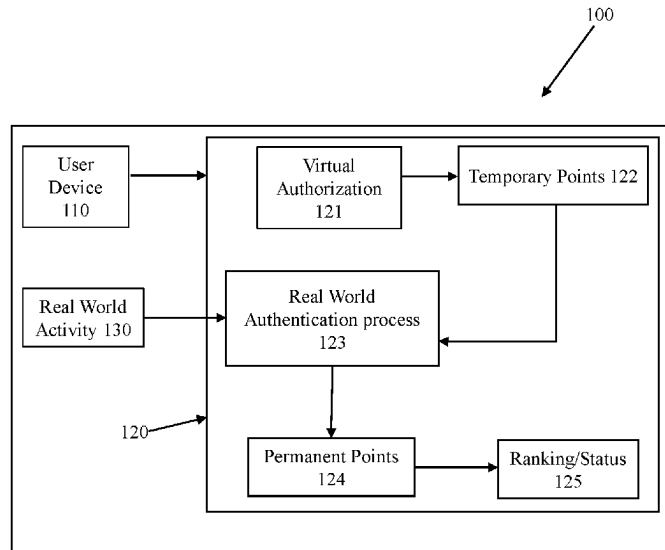 100
User
Device
110
Virtual
Authorization
121
Temporary Points 122
Real World
Activity 130
Real World
Authentication process
123
120
Permanent Points
124
Ranking/Status
125